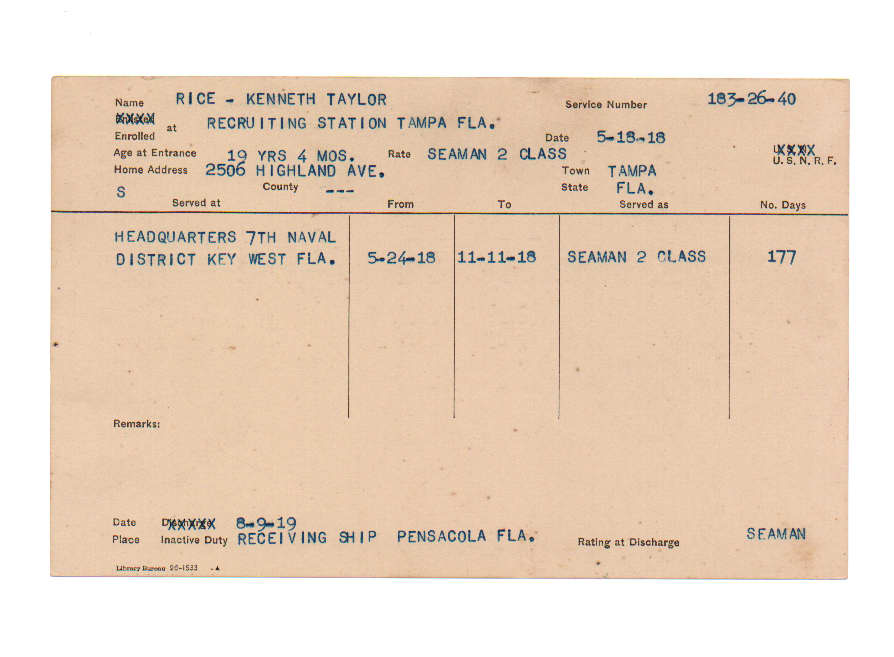 Name RICE - KENNETH TAYLOR Service Number 183-26-40
Enrolled at RECRUITING STATION TAMPA FLA. Date 5-18-18
Age at Entrance 19 YRS 4 MOS. Rate SEAMAN 2 CLASS U.S.N.R.F.
Home Address 2506 HIGHLAND AVE. Town TAMPA
S County --- State FLA.
Served at From To Served as No. Days
HEADQUARTERS 7TH NAVAL
DISTRICT KEY WEST FLA. 5-24-18 11-11-18 SEAMAN 2 CLASS 177
Remarks:
Date 8-9-19
Place Inactive Duty RECEIVING SHIP PENSACOLA FLA. Rating at Discharge SEAMAN
Library Bureau 20-1533